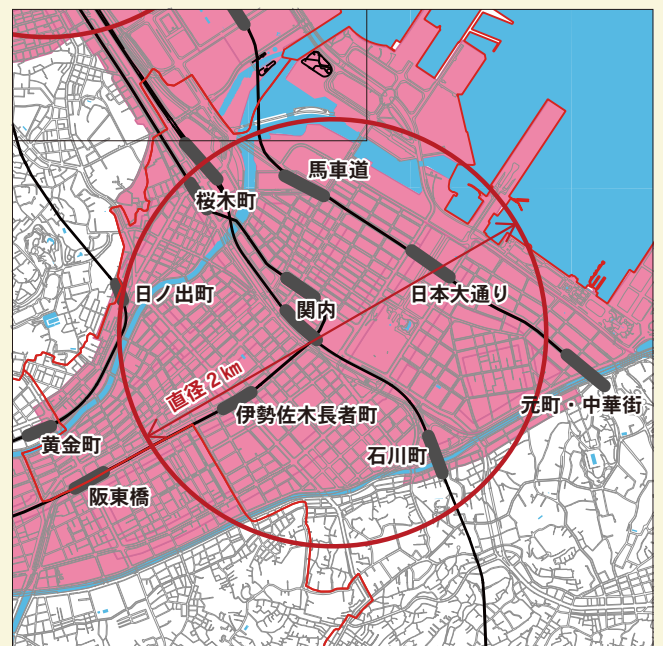 馬車道
桜木町
日ノ出町
関内
日本大通り
直径2㎞
伊勢佐木長者町
元町・中華街
黄金町
石川町
阪東橋